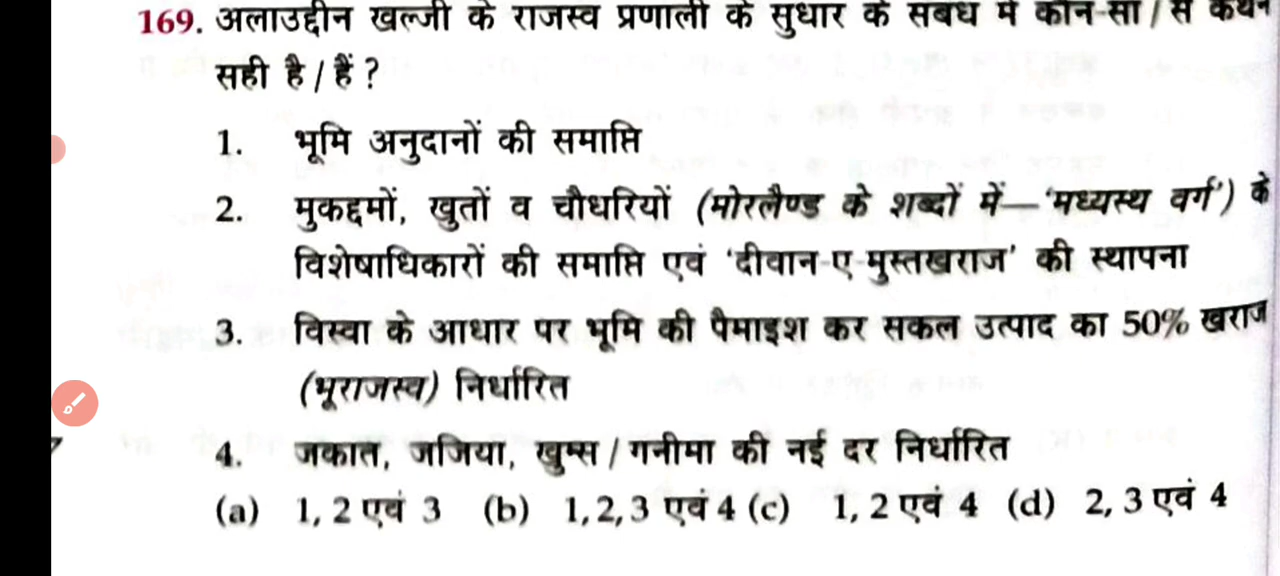 169. अलाउद्दीन खल्जी के राजस्व प्रणाली के सुधार के संबंध में कौन-सा / से कथन
सही है / हैं ?
1. भूमि अनुदानों की समाप्ति
2. मुकद्दमों, खुतों व चौधरियों (मोरलैण्ड के शब्दों में—'मध्यस्थ वर्ग') के
विशेषाधिकारों की समाप्ति एवं 'दीवान-ए-मुस्तखराज' की स्थापना
3. विस्वा के आधार पर भूमि की पैमाइश कर सकल उत्पाद का 50% खराज
(भूराजस्व) निर्धारित
4. जकात, जजिया, खुम्स / गनीमा की नई दर निर्धारित
(a) 1, 2 एवं 3 (b) 1, 2, 3 एवं 4 (c) 1, 2 एवं 4 (d) 2, 3 एवं 4